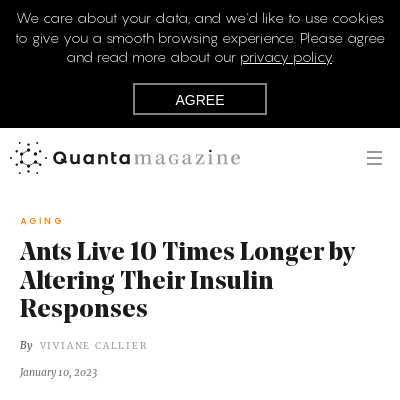 We care about your data, and we'd like to use cookies
to give you a smooth browsing experience. Please agree
and read more about our privacy policy.
AGREE
Quanta magazine
AGING
Ants Live 10 Times Longer by
Altering Their Insulin
Responses
By VIVIANE CALLIER
January 10, 2023